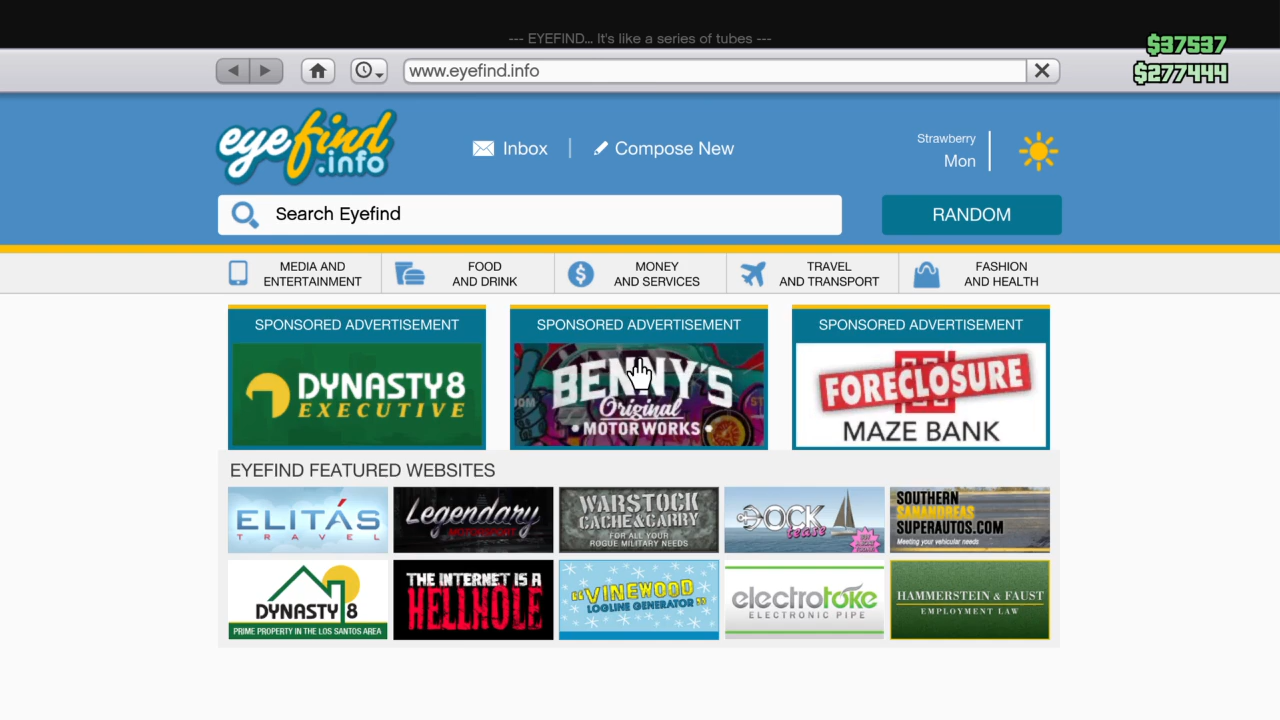 --- EYEFIND... It's like a series of tubes ---
$37537
$277444
www.eyefind.info
eyefind
.info
Inbox
Compose New
Strawberry
Mon
Search Eyefind
RANDOM
MEDIA AND
ENTERTAINMENT
FOOD
AND DRINK
MONEY
AND SERVICES
TRAVEL
AND TRANSPORT
FASHION
AND HEALTH
SPONSORED ADVERTISEMENT
SPONSORED ADVERTISEMENT
SPONSORED ADVERTISEMENT
DYNASTY 8
EXECUTIVE
BENNY'S
Original
MOTOR WORKS
FORECLOSURE
MAZE BANK
EYEFIND FEATURED WEBSITES
ELITÁS
TRAVEL
Legendary
MOTORSPORT
WARSTOCK
CACHE & CARRY
FOR ALL YOUR
ROGUE MILITARY NEEDS
DOCK
tease
SOUTHERN
SANANDREAS
SUPERAUTOS.COM
Meeting your vehicular needs
DYNASTY 8
PRIME PROPERTY IN THE LOS SANTOS AREA
THE INTERNET IS A
HELLHOLE
"VINEWOOD
LOGLINE GENERATOR"
electrotoke
ELECTRONIC PIPE
HAMMERSTEIN & FAUST
EMPLOYMENT LAW